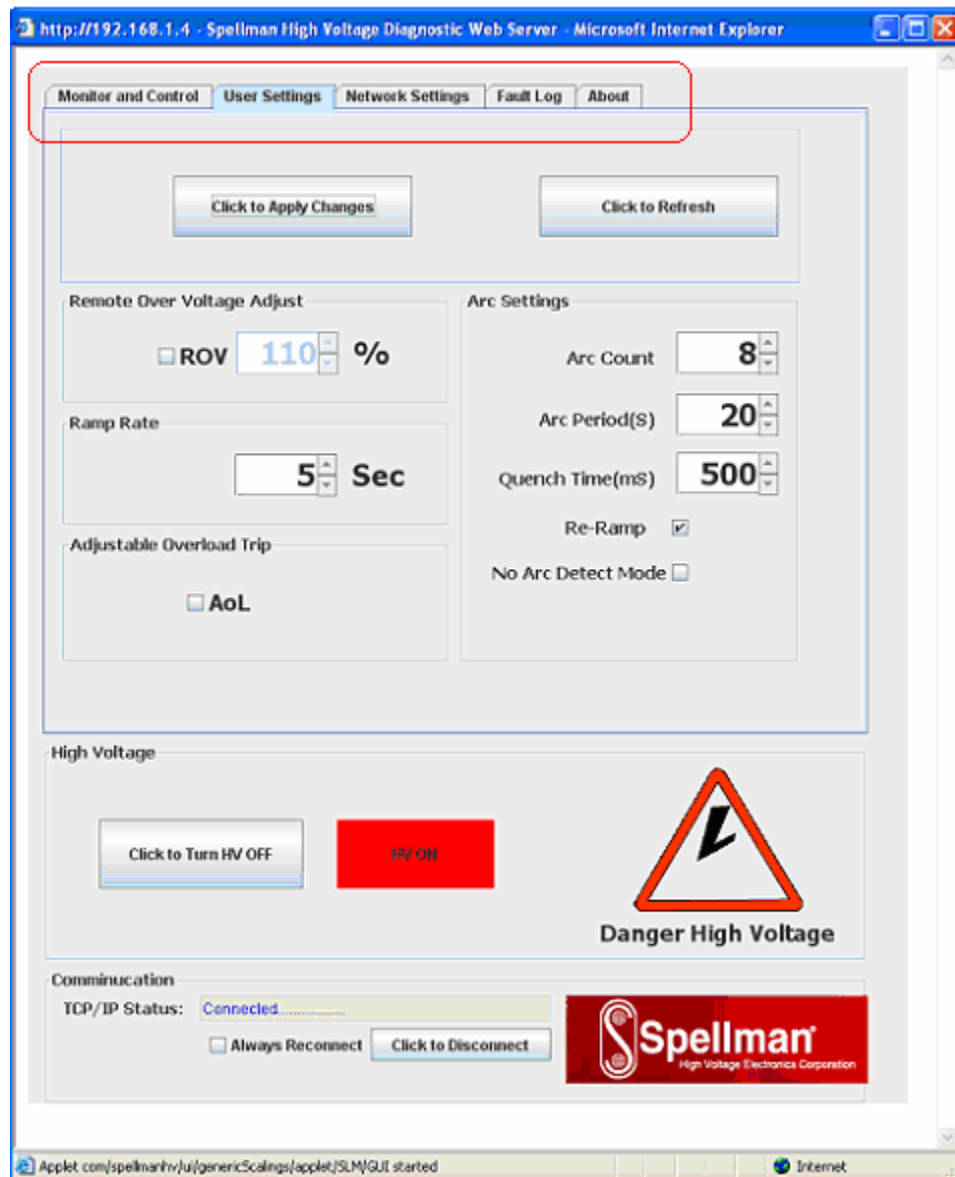 http://192.168.1.4 - Spellman High Voltage Diagnostic Web Server - Microsoft Internet Explorer
Monitor and Control User Settings Network Settings Fault Log About
Click to Apply Changes Click to Refresh
Remote Over Voltage Adjust
ROV 110 %
Ramp Rate
5 Sec
Adjustable Overload Trip
AoL
Arc Settings
Arc Count 8
Arc Period(S) 20
Quench Time(mS) 500
Re-Ramp
No Arc Detect Mode
High Voltage
Click to Turn HV OFF HV ON
Danger High Voltage
Comminucation
TCP/IP Status: Connected.................
Always Reconnect Click to Disconnect
Spellman
High Voltage Electronics Corporation
Applet com/spellmanhv/ui/genericScalings/applet/SLM/GUI started Internet